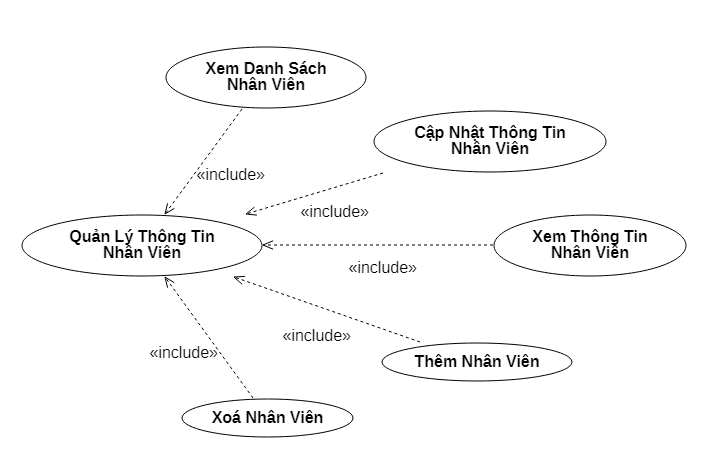 Xem Danh Sách
Nhân Viên
Cập Nhật Thông Tin
Nhân Viên
«include»
«include»
Quản Lý Thông Tin
Nhân Viên
Xem Thông Tin
Nhân Viên
«include»
«include»
«include»
Thêm Nhân Viên
Xoá Nhân Viên